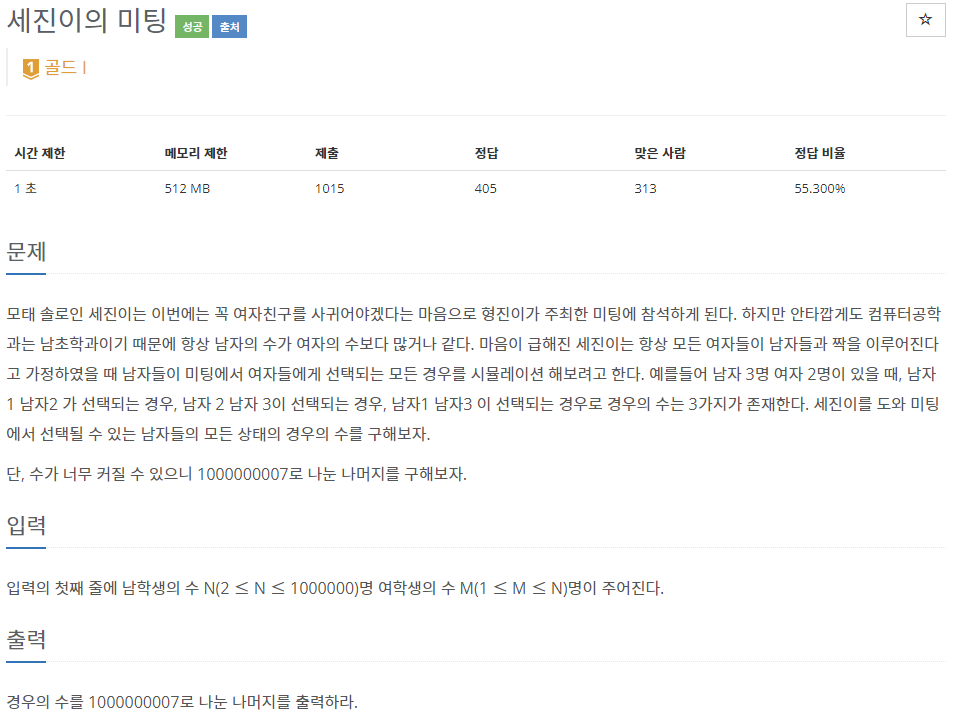 세진이의 미팅 성공 출처
☆
1 골드 I
시간 제한 메모리 제한 제출 정답 맞은 사람 정답 비율
1 초 512 MB 1015 405 313 55.300%
문제
모태 솔로인 세진이는 이번에는 꼭 여자친구를 사귀어야겠다는 마음으로 형진이가 주최한 미팅에 참석하게 된다. 하지만 안타깝게도 컴퓨터공학
과는 남초학과이기 때문에 항상 남자의 수가 여자의 수보다 많거나 같다. 마음이 급해진 세진이는 항상 모든 여자들이 남자들과 짝을 이루어진다
고 가정하였을 때 남자들이 미팅에서 여자들에게 선택되는 모든 경우를 시뮬레이션 해보려고 한다. 예를들어 남자 3명 여자 2명이 있을 때, 남자
1 남자2 가 선택되는 경우, 남자 2 남자 3이 선택되는 경우, 남자1 남자3 이 선택되는 경우로 경우의 수는 3가지가 존재한다. 세진이를 도와 미팅
에서 선택될 수 있는 남자들의 모든 상태의 경우의 수를 구해보자.
단, 수가 너무 커질 수 있으니 1000000007로 나눈 나머지를 구해보자.
입력
입력의 첫째 줄에 남학생의 수 N(2 ≤ N ≤ 1000000)명 여학생의 수 M(1 ≤ M ≤ N)명이 주어진다.
출력
경우의 수를 1000000007로 나눈 나머지를 출력하라.